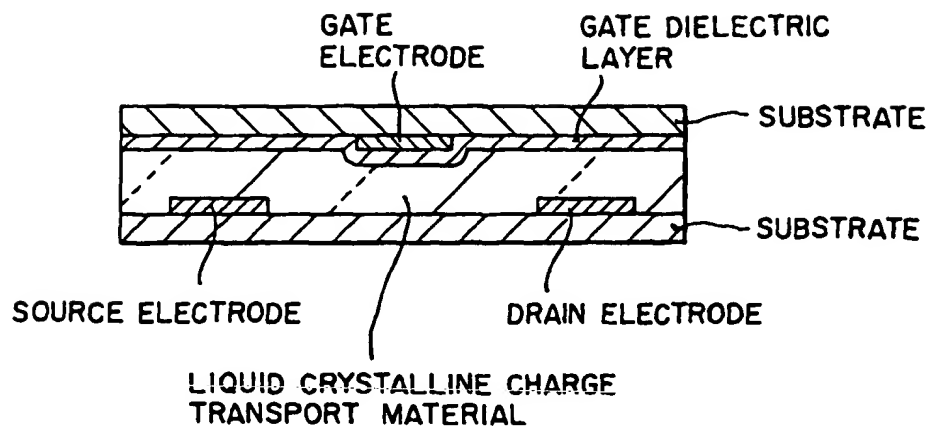 GATE
ELECTRODE
GATE DIELECTRIC
LAYER
SUBSTRATE
SUBSTRATE
SOURCE ELECTRODE
DRAIN ELECTRODE
LIQUID CRYSTALLINE CHARGE
TRANSPORT MATERIAL